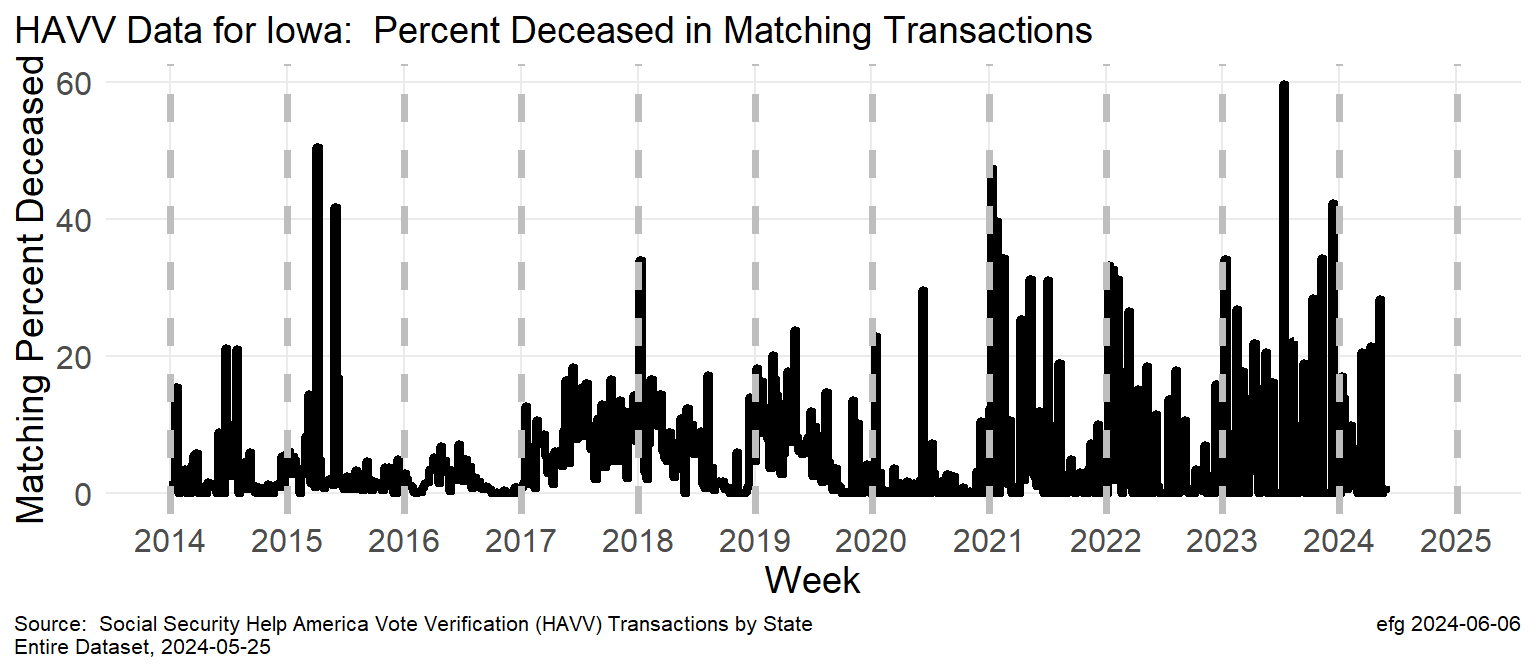 HAVV Data for Iowa:  Percent Deceased in Matching Transactions
Matching Percent Deceased
60
40
20
0
2014 2015 2016 2017 2018 2019 2020 2021 2022 2023 2024 2025
Week
Source:  Social Security Help America Vote Verification (HAVV) Transactions by State
Entire Dataset, 2024-05-25
efg 2024-06-06